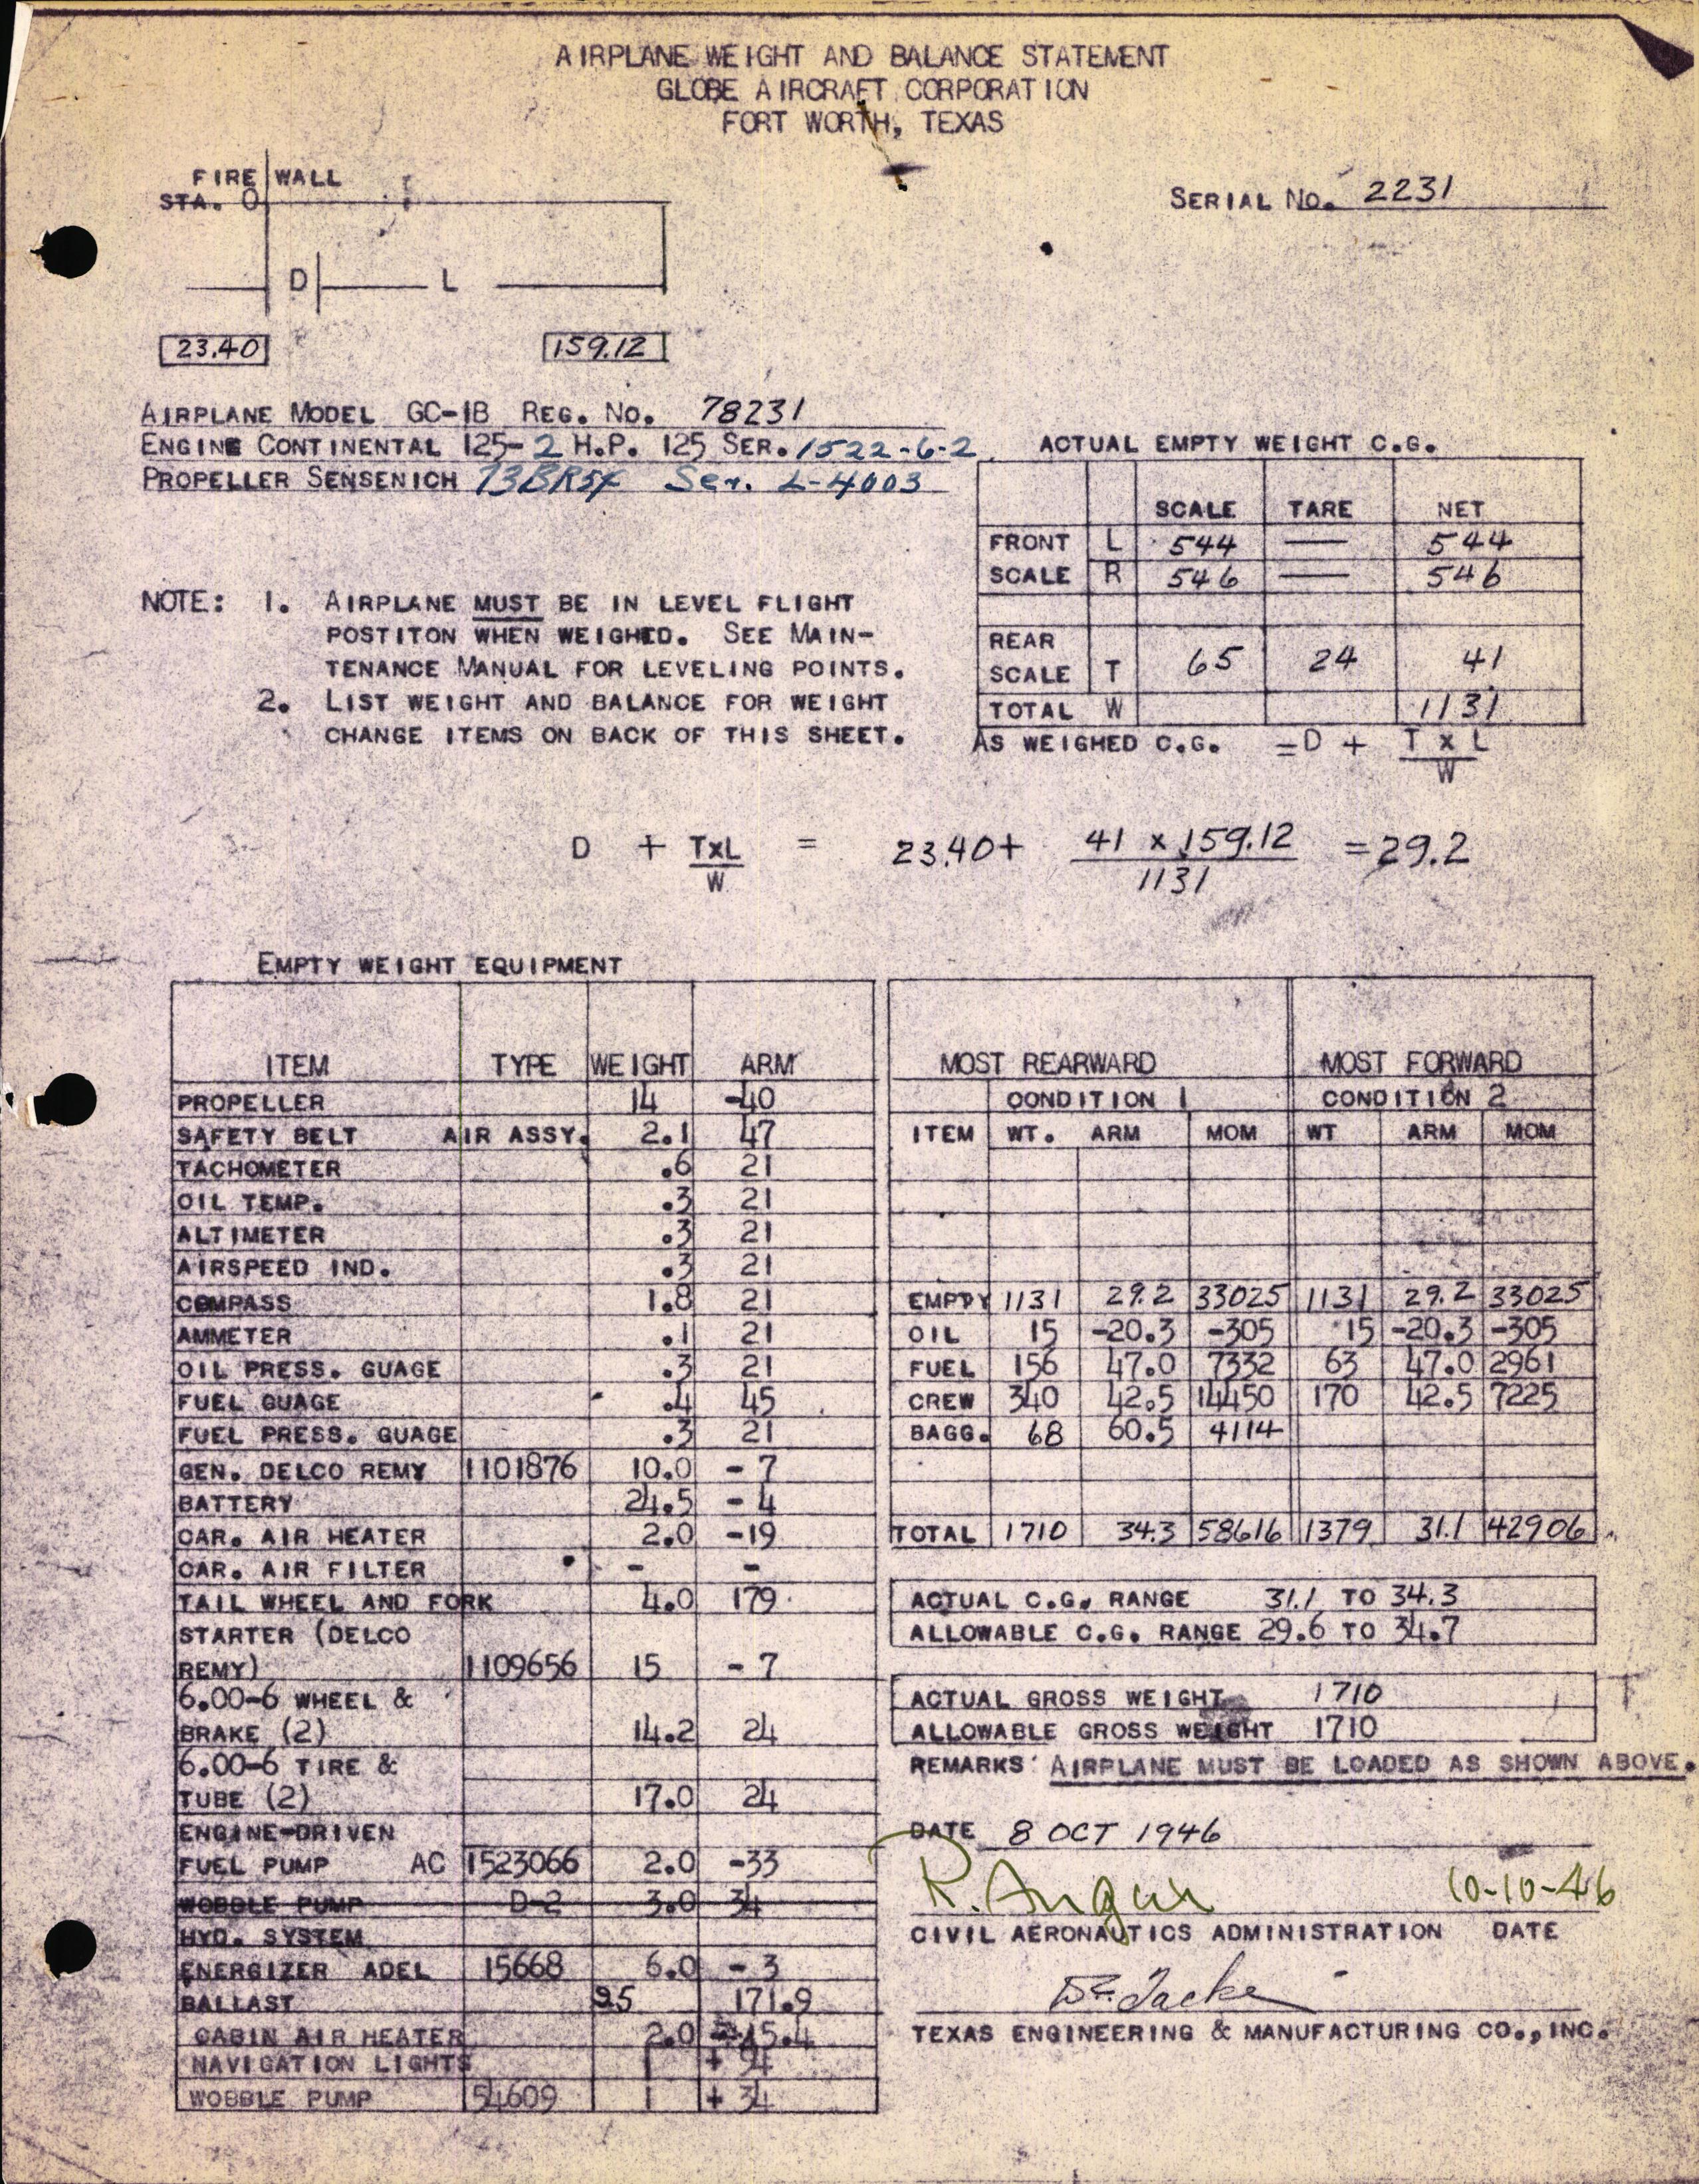 AIRPLANE WEIGHT AND BALANCE STATEMENT
GLOBE AIRCRAFT CORPORATION
FORT WORTH, TEXAS
FIRE WALL
STA. 0
SERIAL NO. 2231
D L
23.40 159.12
AIRPLANE MODEL GC-1B REG. NO. 78231
ENGINE CONTINENTAL 125-2 H.P. 125 SER. 1522-6-2
PROPELLER SENSENICH Ser. L-4003
ACTUAL EMPTY WEIGHT C.G.
SCALE TARE NET
FRONT L 544 — 544
SCALE R 546 — 546
REAR
SCALE T 65 24 41
TOTAL W 1131
AS WEIGHED C.G. = D + T X L
W
NOTE: 1. AIRPLANE MUST BE IN LEVEL FLIGHT
POSTITON WHEN WEIGHED. SEE MAIN-
TENANCE MANUAL FOR LEVELING POINTS.
2. LIST WEIGHT AND BALANCE FOR WEIGHT
CHANGE ITEMS ON BACK OF THIS SHEET.
D + TXL = 23.40+ 41 x 159.12 =29.2
W 1131
EMPTY WEIGHT EQUIPMENT
ITEM TYPE WEIGHT ARM
PROPELLER 14 -40
SAFETY BELT AIR ASSY. 2.1 47
TACHOMETER .6 21
OIL TEMP. .3 21
ALTIMETER .3 21
AIRSPEED IND. .3 21
COMPASS 1.8 21
AMMETER .1 21
OIL PRESS. GUAGE .3 21
FUEL GUAGE .4 45
FUEL PRESS. GUAGE .3 21
GEN. DELCO REMY 1101876 10.0 - 7
BATTERY 24.5 - 4
CAR. AIR HEATER 2.0 -19
CAR. AIR FILTER - -
TAIL WHEEL AND FORK 4.0 179
STARTER (DELCO
REMY) 1109656 15 - 7
6.00-6 WHEEL &
BRAKE (2) 14.2 24
6.00-6 TIRE &
TUBE (2) 17.0 24
ENGINE-DRIVEN
FUEL PUMP AC 1523066 2.0 -33
WOBBLE PUMP D-2 3.0 34
HYD. SYSTEM
ENERGIZER ADEL 15668 6.0 - 3
BALLAST 171.9
CABIN AIR HEATER 2.0 15.4
NAVIGATION LIGHTS 1 + 94
WOBBLE PUMP 54609 1 + 34
MOST REARWARD MOST FORWARD
CONDITION 1 CONDITION 2
ITEM WT. ARM MOM WT ARM MOM
EMPTY 1131 29.2 33025 1131 29.2 33025
OIL 15 -20.3 -305 15 -20.3 -305
FUEL 156 47.0 7332 63 47.0 2961
CREW 340 42.5 14450 170 42.5 7225
BAGG. 68 60.5 4114
TOTAL 1710 34.3 58616 1379 31.1 42906
ACTUAL C.G. RANGE 31.1 TO 34.3
ALLOWABLE C.G. RANGE 29.6 TO 34.7
ACTUAL GROSS WEIGHT 1710
ALLOWABLE GROSS WEIGHT 1710
REMARKS: AIRPLANE MUST BE LOADED AS SHOWN ABOVE.
DATE 8 OCT 1946
R. Angur 10-10-46
CIVIL AERONAUTICS ADMINISTRATION DATE
TEXAS ENGINEERING & MANUFACTURING CO., INC.